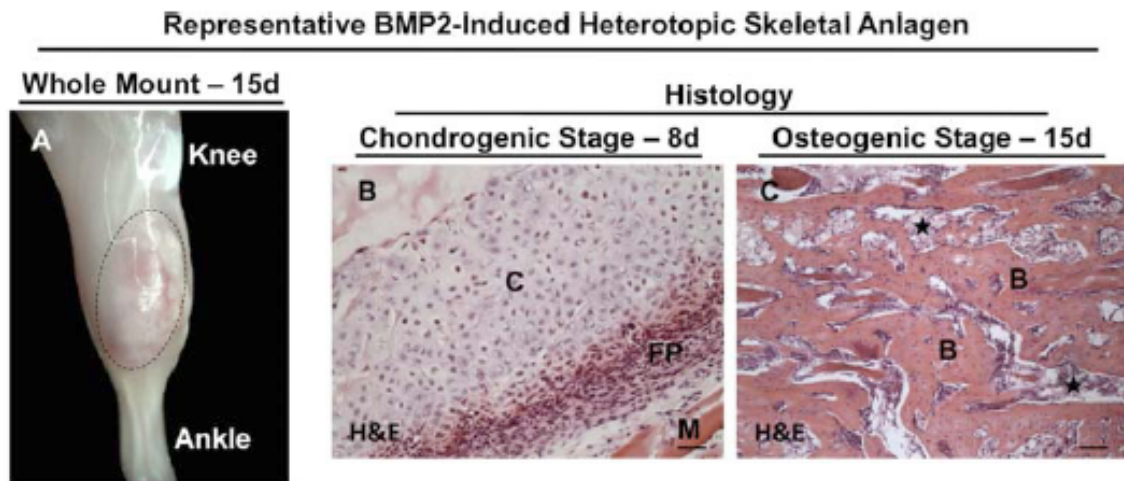 Representative BMP2-Induced Heterotopic Skeletal Anlagen
Whole Mount – 15d
Histology
Chondrogenic Stage – 8d
Osteogenic Stage – 15d
A
Knee
Ankle
B
C
FP
M
H&E
C
B
B
H&E